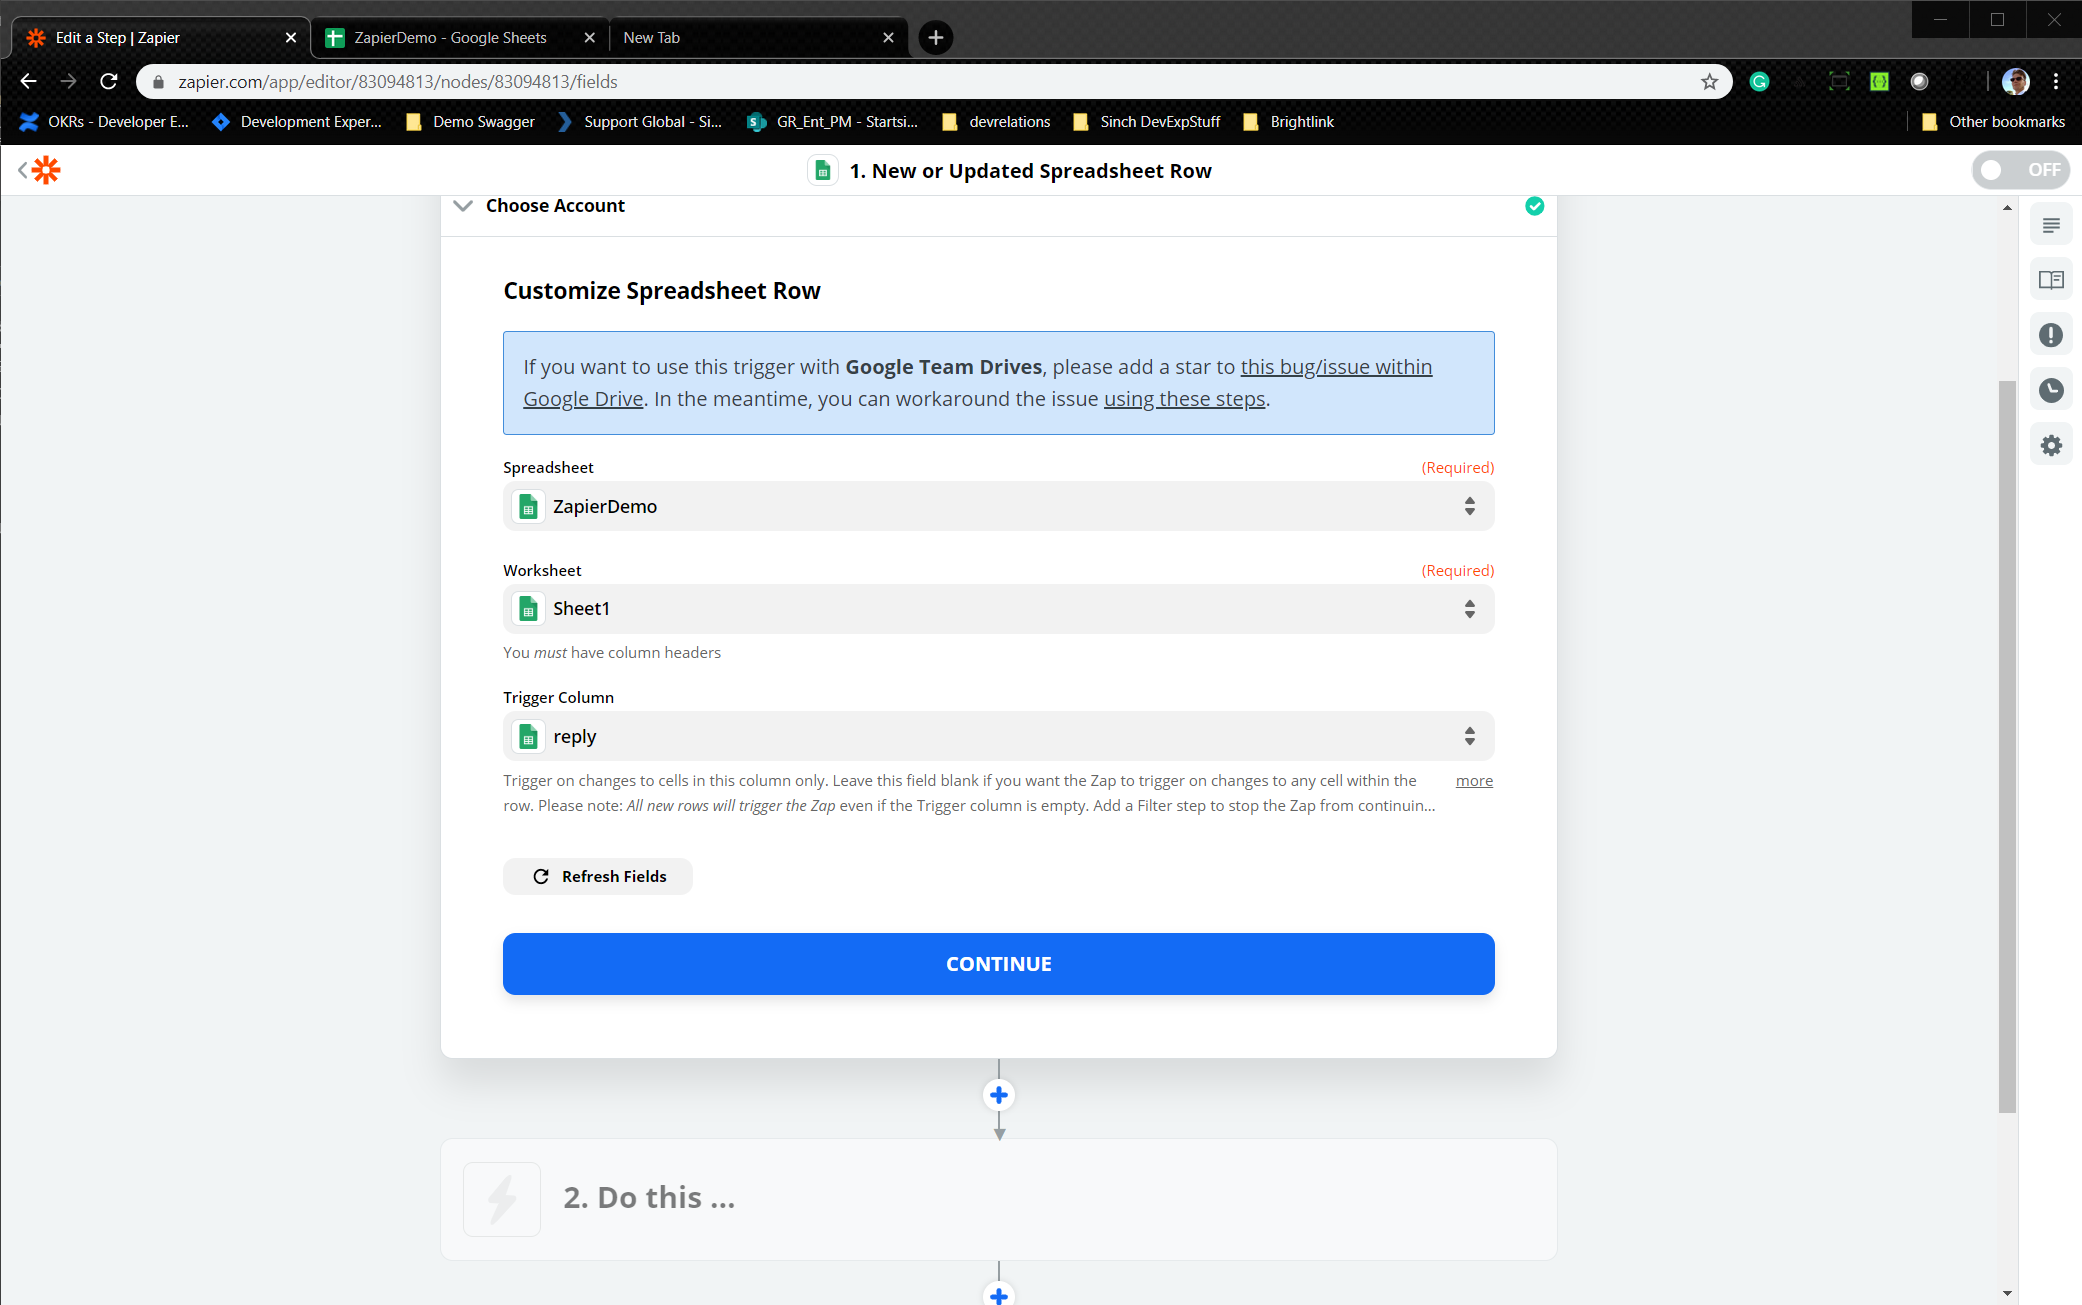 Edit a Step | Zapier
ZapierDemo - Google Sheets
New Tab
zapier.com/app/editor/83094813/nodes/83094813/fields
OKRs - Developer E...
Development Exper...
Demo Swagger
Support Global - Si...
GR_Ent_PM - Startsi...
devrelations
Sinch DevExpStuff
Brightlink
Other bookmarks
1. New or Updated Spreadsheet Row
OFF
Choose Account
Customize Spreadsheet Row
If you want to use this trigger with Google Team Drives, please add a star to this bug/issue within
Google Drive. In the meantime, you can workaround the issue using these steps.
Spreadsheet
(Required)
ZapierDemo
Worksheet
(Required)
Sheet1
You must have column headers
Trigger Column
reply
Trigger on changes to cells in this column only. Leave this field blank if you want the Zap to trigger on changes to any cell within the
more
row. Please note: All new rows will trigger the Zap even if the Trigger column is empty. Add a Filter step to stop the Zap from continuin...
Refresh Fields
CONTINUE
2. Do this ...